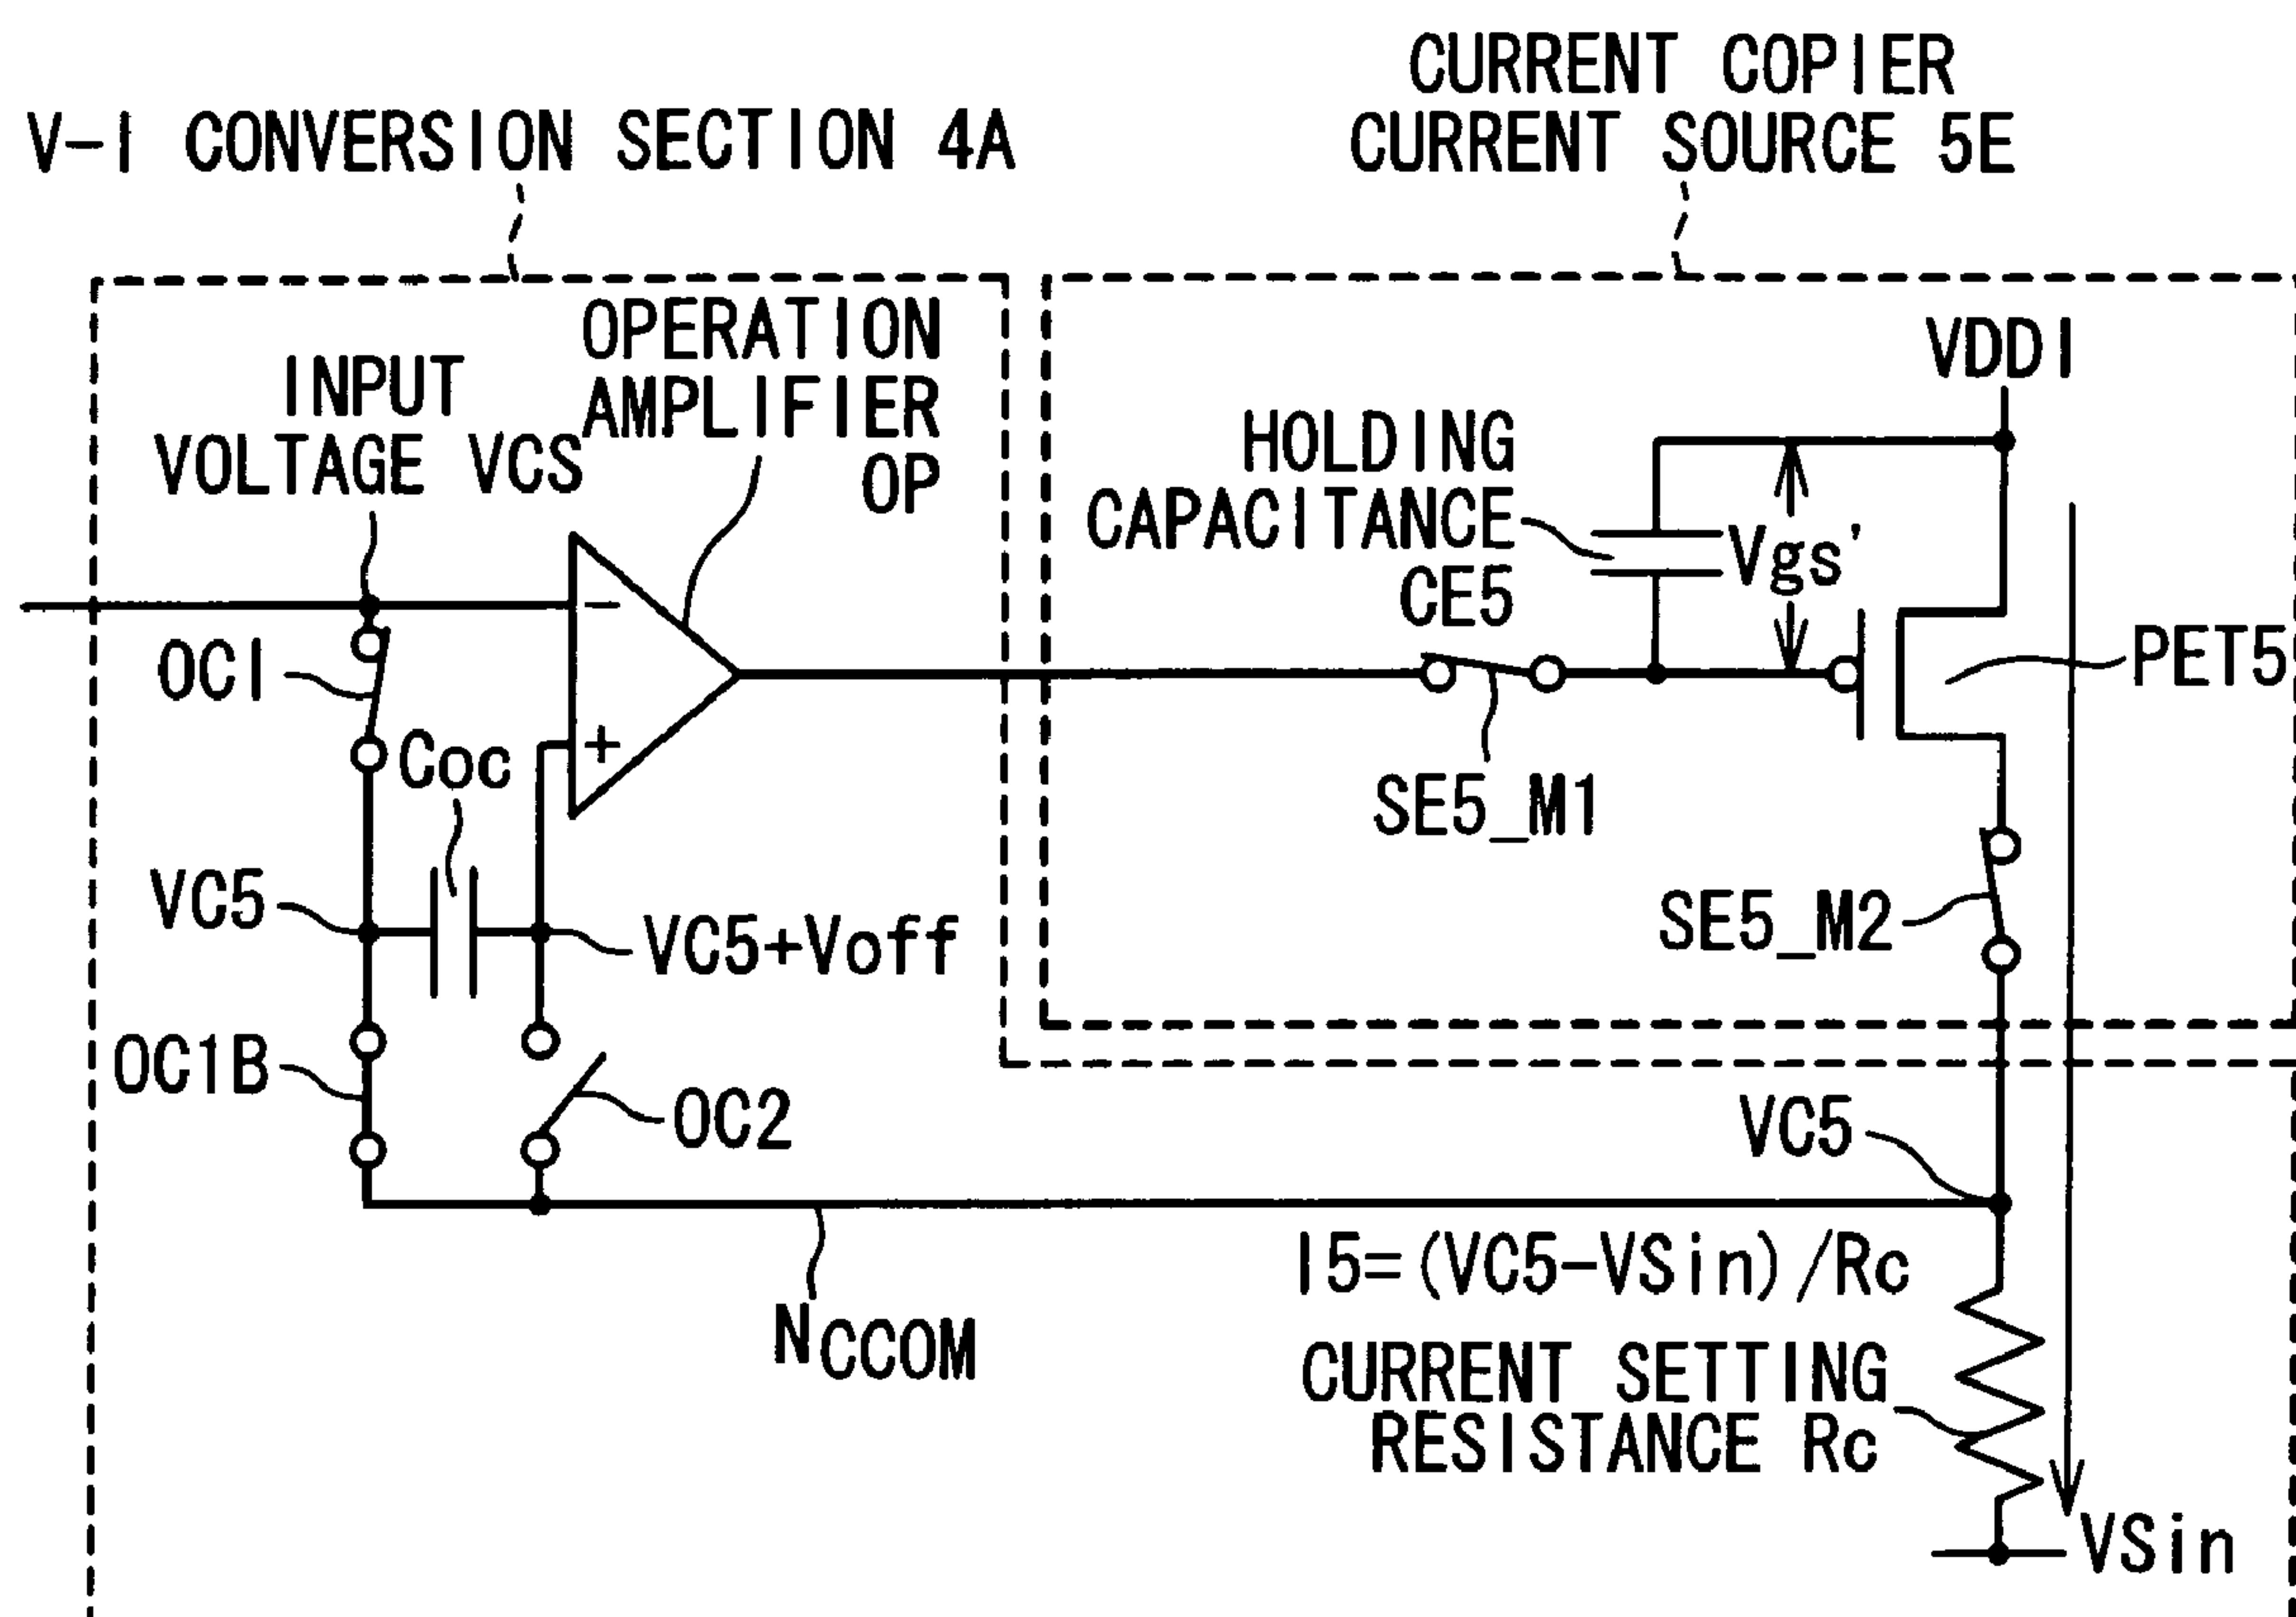 CURRENT COPIER
CURRENT SOURCE 5E
V-I CONVERSION SECTION 4A
OPERATION
AMPLIFIER
OP
INPUT
VOLTAGE VCS
VDD1
HOLDING
CAPACITANCE
CE5
Vgs'
−
OC1
PET5
+
Coc
SE5_M1
VC5
VC5+Voff
SE5_M2
OC1B
OC2
VC5
I5=(VC5-VSin)/Rc
NCCOM
CURRENT SETTING
RESISTANCE Rc
VSin